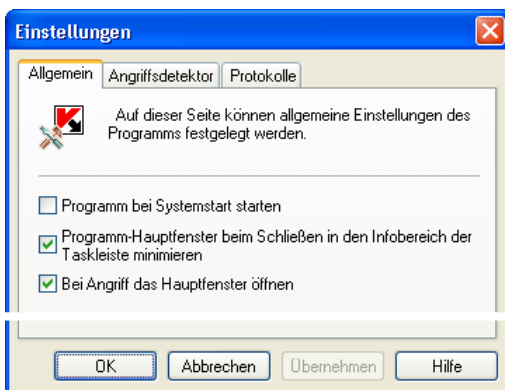 Einstellungen
Allgemein Angriffsdetektor Protokolle
Auf dieser Seite können allgemeine Einstellungen des
Programms festgelegt werden.
Programm bei Systemstart starten
Programm-Hauptfenster beim Schließen in den Infobereich der
Taskleiste minimieren
Bei Angriff das Hauptfenster öffnen
OK Abbrechen Übernehmen Hilfe